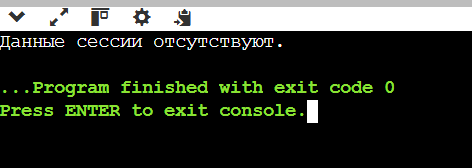 Данные сессии отсутствуют.
...Program finished with exit code 0
Press ENTER to exit console.